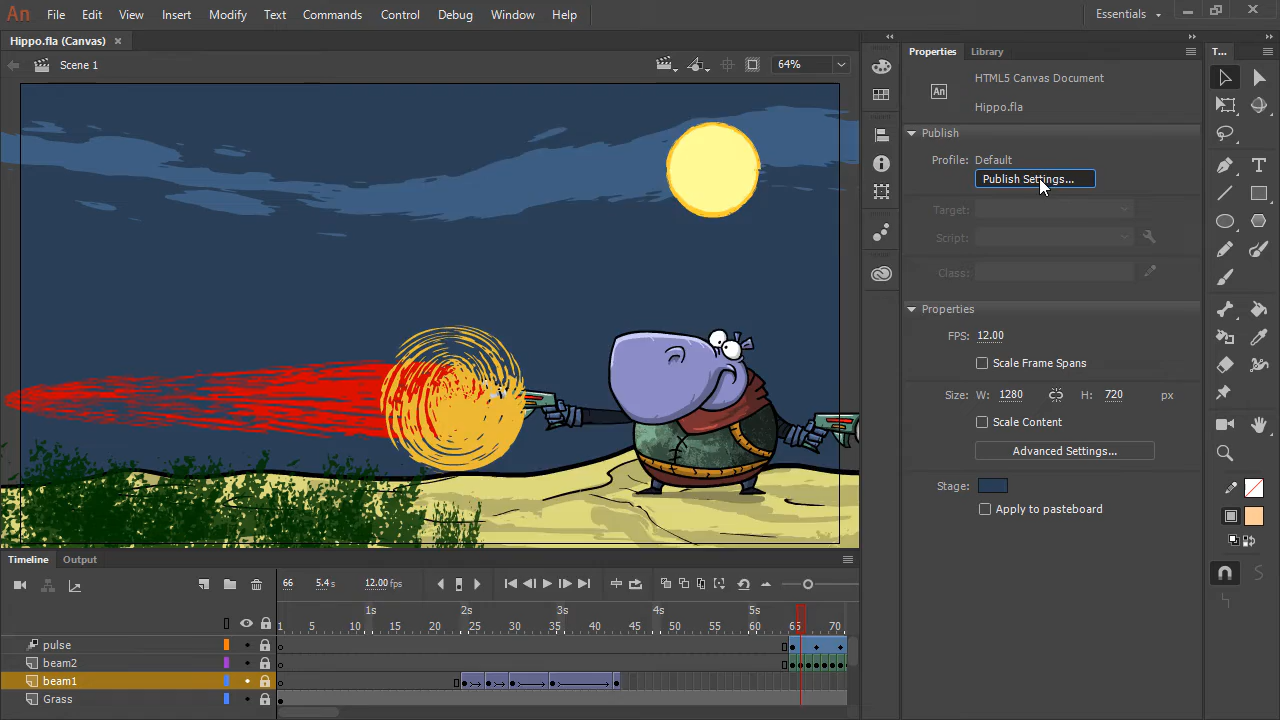 An File Edit View Insert Modify Text Commands Control Debug Window Help Essentials
Hippo.fla (Canvas) ×
Scene 1 64%
Properties Library T...
An HTML5 Canvas Document
Hippo.fla
Publish
Profile: Default
Publish Settings...
Target:
Script:
Class:
Properties
FPS: 12.00
Scale Frame Spans
Size: W: 1280 H: 720 px
Scale Content
Advanced Settings...
Stage:
Apply to pasteboard
Timeline Output
66 5.4 s 12.00 fps
1s 2s 3s 4s 5s
1 5 10 15 20 25 30 35 40 45 50 55 60 65 70
pulse
beam2
beam1
Grass